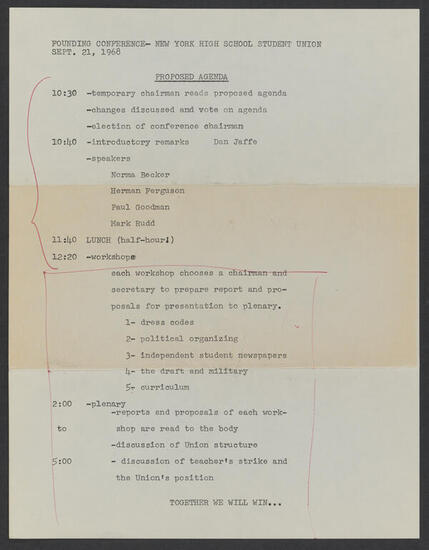 FOUNDING CONFERENCE- NEW YORK HIGH SCHOOL STUDENT UNION
SEPT. 21, 1968
PROPOSED AGENDA
10:30 -temporary chairman reads proposed agenda
-changes discussed and vote on agenda
-election of conference chairman
10:40 -introductory remarks Dan Jaffe
-speakers
Norma Becker
Herman Ferguson
Paul Goodman
Mark Rudd
11:40 LUNCH (half-hour!)
12:20 -workshops
each workshop chooses a chairman and
secretary to prepare report and pro-
posals for presentation to plenary.
1- dress codes
2- political organizing
3- independent student newspapers
4- the draft and military
5- curriculum
2:00 -plenary
-reports and proposals of each work-
to shop are read to the body
-discussion of Union structure
5:00 - discussion of teacher's strike and
the Union's position
TOGETHER WE WILL WIN...